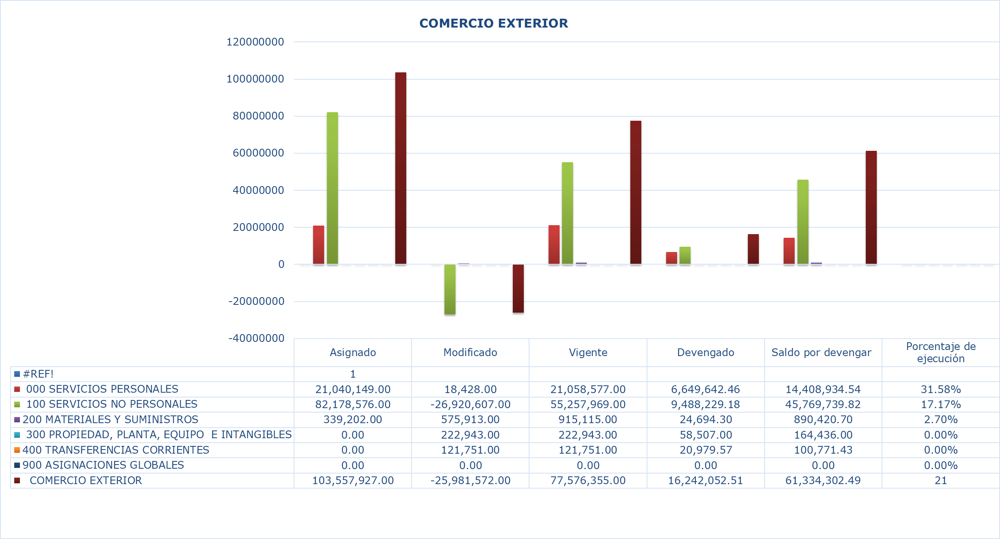 COMERCIO EXTERIOR
120000000
100000000
80000000
60000000
40000000
20000000
0
-20000000
-40000000
Asignado Modificado Vigente Devengado Saldo por devengar Porcentaje de
ejecución
#REF! 1
000 SERVICIOS PERSONALES 21,040,149.00 18,428.00 21,058,577.00 6,649,642.46 14,408,934.54 31.58%
100 SERVICIOS NO PERSONALES 82,178,576.00 -26,920,607.00 55,257,969.00 9,488,229.18 45,769,739.82 17.17%
200 MATERIALES Y SUMINISTROS 339,202.00 575,913.00 915,115.00 24,694.30 890,420.70 2.70%
300 PROPIEDAD, PLANTA, EQUIPO  E INTANGIBLES 0.00 222,943.00 222,943.00 58,507.00 164,436.00 0.00%
400 TRANSFERENCIAS CORRIENTES 0.00 121,751.00 121,751.00 20,979.57 100,771.43 0.00%
900 ASIGNACIONES GLOBALES 0.00 0.00 0.00 0.00 0.00 0.00%
COMERCIO EXTERIOR 103,557,927.00 -25,981,572.00 77,576,355.00 16,242,052.51 61,334,302.49 21